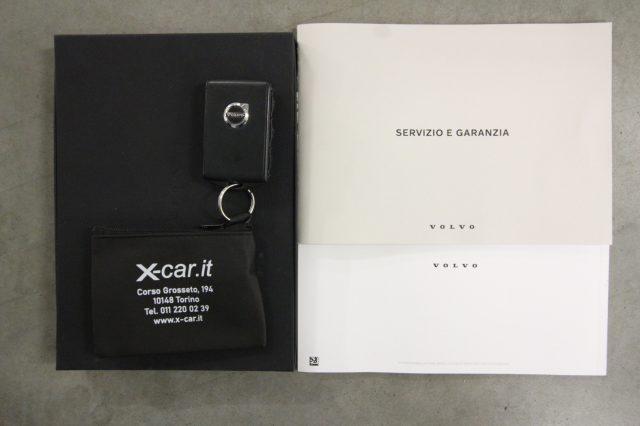 VOLVO
X-car.it
Corso Grosseto, 194
10148 Torino
Tel. 011 220 02 39
www.x-car.it
SERVIZIO E GARANZIA
VOLVO
VOLVO